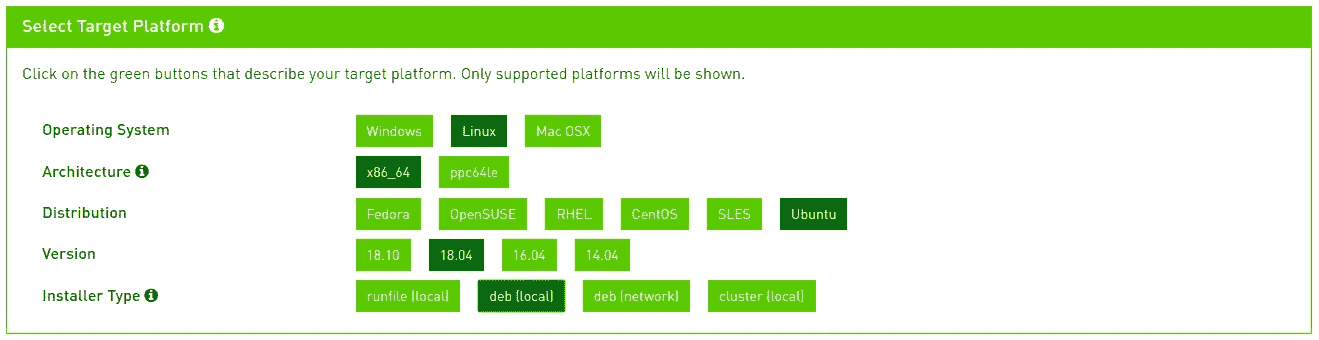 Select Target Platform
Click on the green buttons that describe your target platform. Only supported platforms will be shown.
Operating System Windows Linux Mac OSX
Architecture x86_64 ppc64le
Distribution Fedora OpenSUSE RHEL CentOS SLES Ubuntu
Version 18.10 18.04 16.04 14.04
Installer Type runfile (local) deb (local) deb (network) cluster (local)